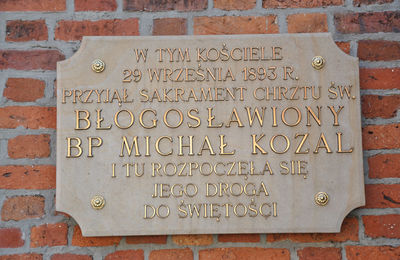 W TYM KOŚCIELE
29 WRZEŚNIA 1893 R.
PRZYJĄŁ SAKRAMENT CHRZTU ŚW.
BŁOGOSŁAWIONY
BP MICHAŁ KOZAL
I TU ROZPOCZĘŁA SIĘ
JEGO DROGA
DO ŚWIĘTOŚCI